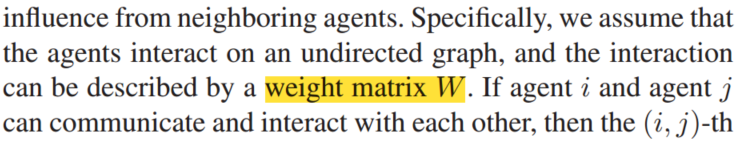 influence from neighboring agents. Specifically, we assume that
the agents interact on an undirected graph, and the interaction
can be described by a weight matrix W. If agent i and agent j
can communicate and interact with each other, then the (i, j)-th